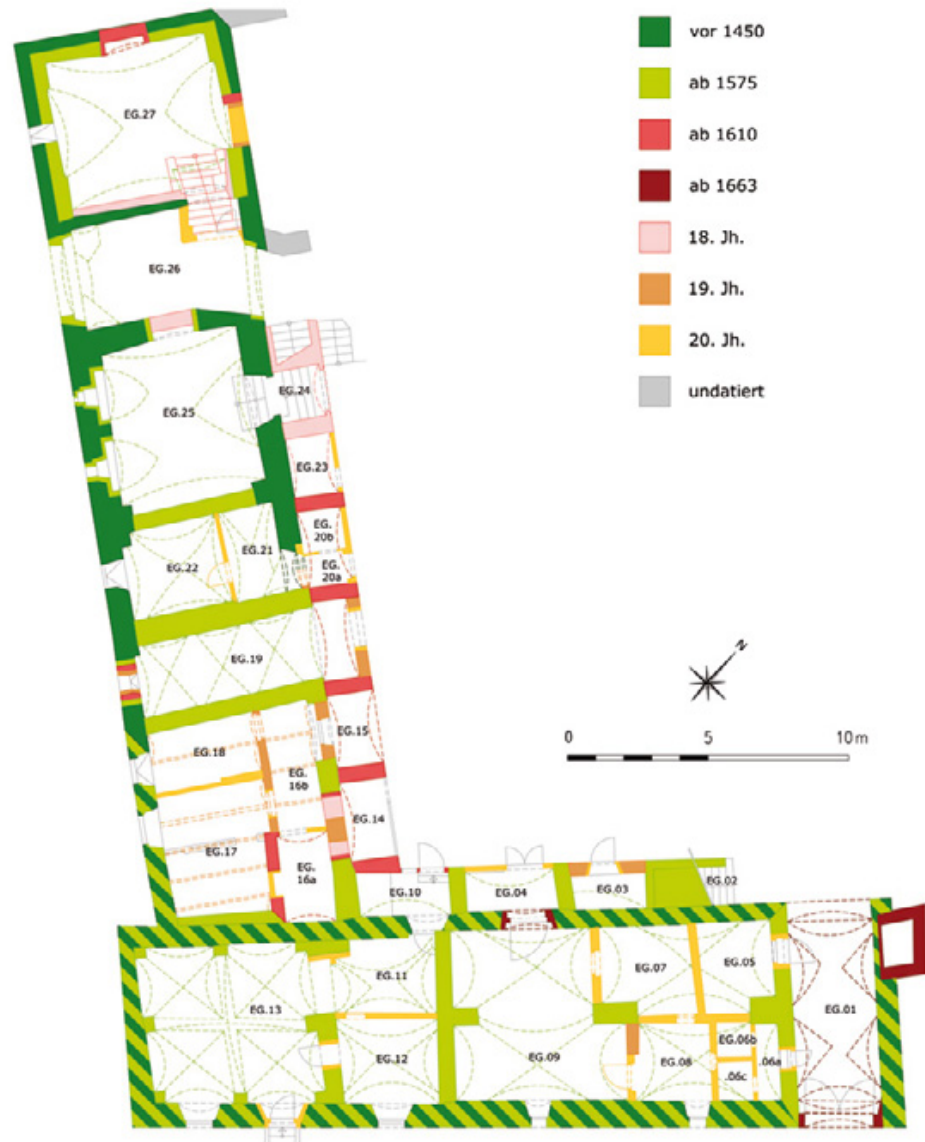 vor 1450
ab 1575
ab 1610
ab 1663
18. Jh.
19. Jh.
20. Jh.
undatiert
EG.27
EG.26
EG.24
EG.25
EG.23
EG.
20b
EG.21
EG.22
EG.
20a
EG.19
N
0 5 10 m
EG.15
EG.18
EG.
16b
EG.14
EG.17
EG.
16a
EG.10
EG.04
EG.03
EG.02
EG.11
EG.07
EG.05
EG.13
EG.01
EG.06b
EG.12
EG.09
EG.08
.06a
.06c